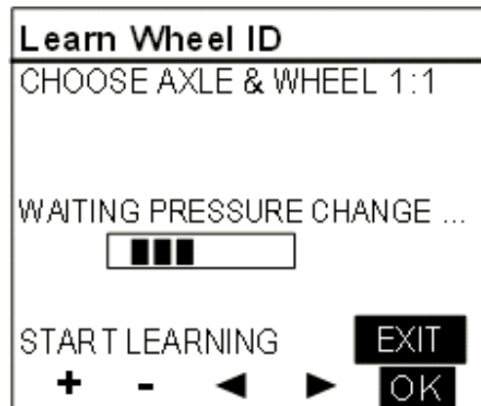 Learn Wheel ID
CHOOSE AXLE & WHEEL 1:1
WAITING PRESSURE CHANGE ...
START LEARNING EXIT
+ - ◄ ► OK